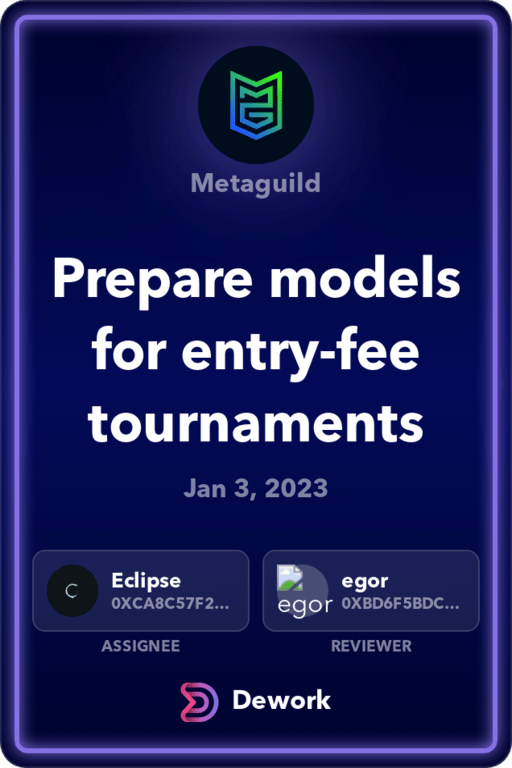 Metaguild
Prepare models
for entry-fee
tournaments
Jan 3, 2023
Eclipse
0XCA8C57F2...
ASSIGNEE
egor
egor
0XBD6F5BDC...
REVIEWER
Dework